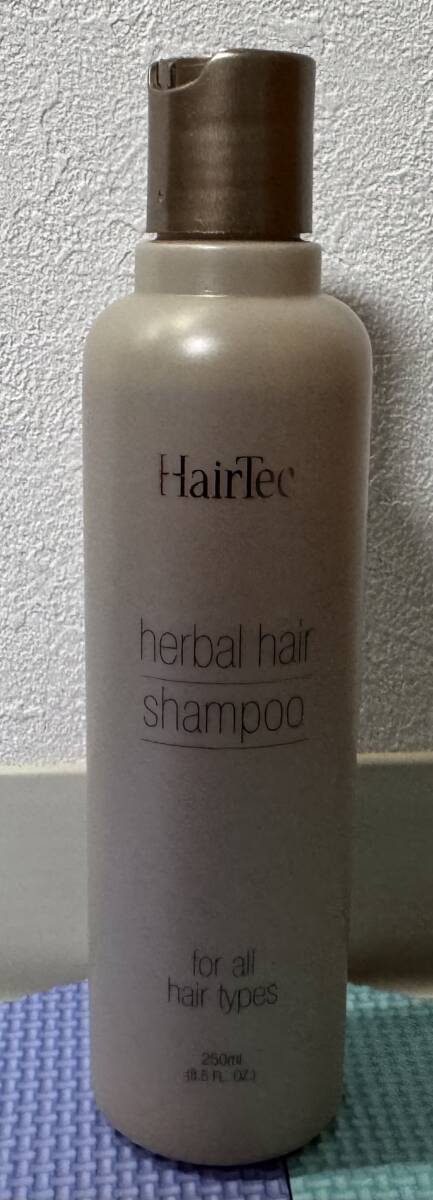 HairTec
herbal hair
shampoo
for all
hair types
250ml
(8.5 FL. OZ.)